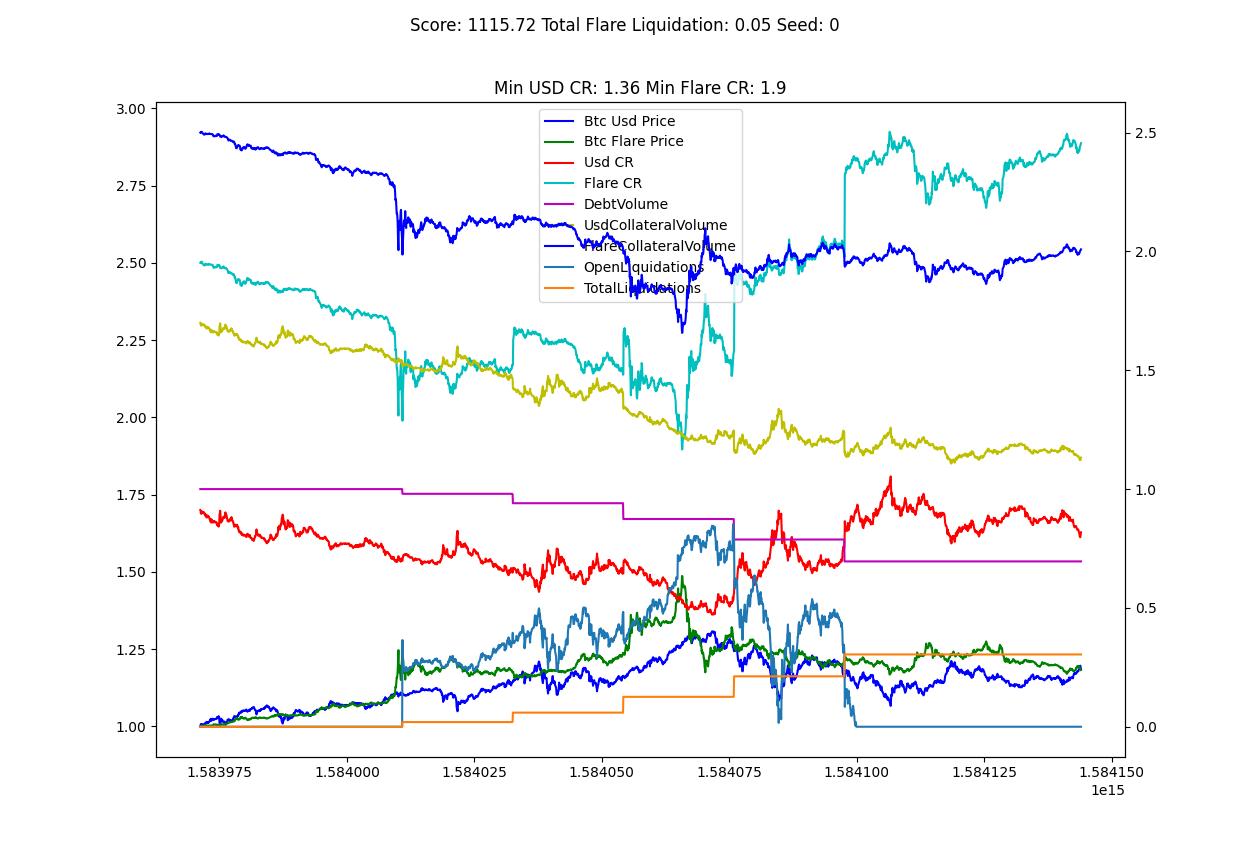 Score: 1115.72 Total Flare Liquidation: 0.05 Seed: 0
Min USD CR: 1.36 Min Flare CR: 1.9
3.00
2.75
2.50
2.25
2.00
1.75
1.50
1.25
1.00
Btc Usd Price
Btc Flare Price
Usd CR
Flare CR
DebtVolume
UsdCollateralVolume
FlareCollateralVolume
OpenLiquidations
TotalLiquidations
2.5
2.0
1.5
1.0
0.5
0.0
1.583975 1.584000 1.584025 1.584050 1.584075 1.584100 1.584125 1.584150
1e15